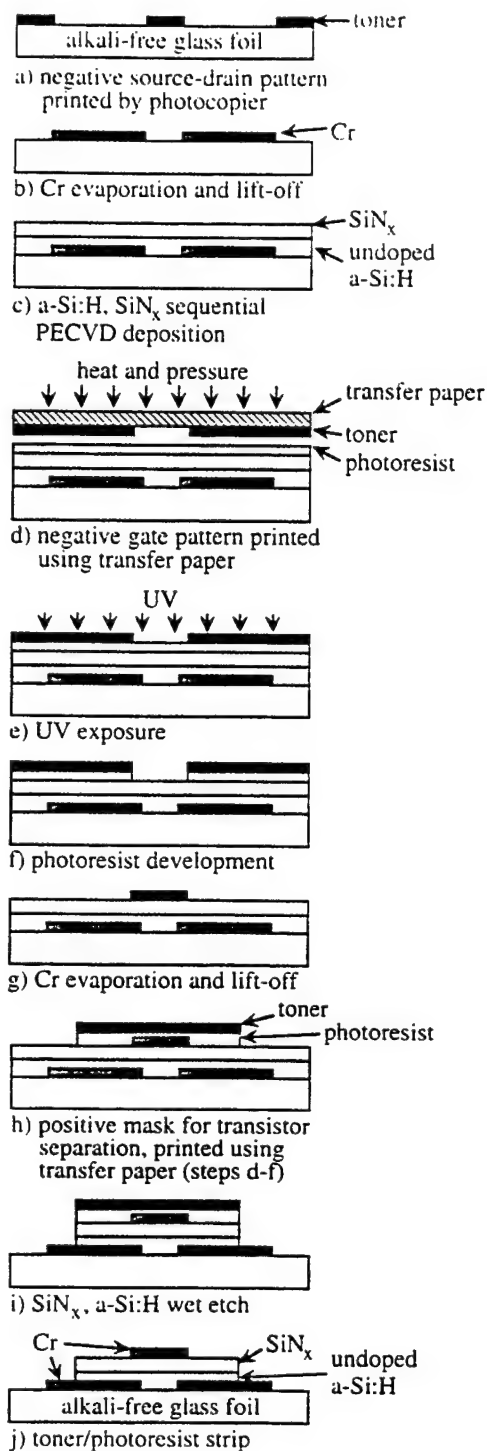 toner
alkali-free glass foil
a) negative source-drain pattern
printed by photocopier
Cr
b) Cr evaporation and lift-off
SiNx
undoped
a-Si:H
c) a-Si:H, SiNx sequential
PECVD deposition
heat and pressure
transfer paper
toner
photoresist
d) negative gate pattern printed
using transfer paper
UV
e) UV exposure
f) photoresist development
g) Cr evaporation and lift-off
toner
photoresist
h) positive mask for transistor
separation, printed using
transfer paper (steps d-f)
i) SiNx, a-Si:H wet etch
Cr
SiNx
undoped
a-Si:H
alkali-free glass foil
j) toner/photoresist strip